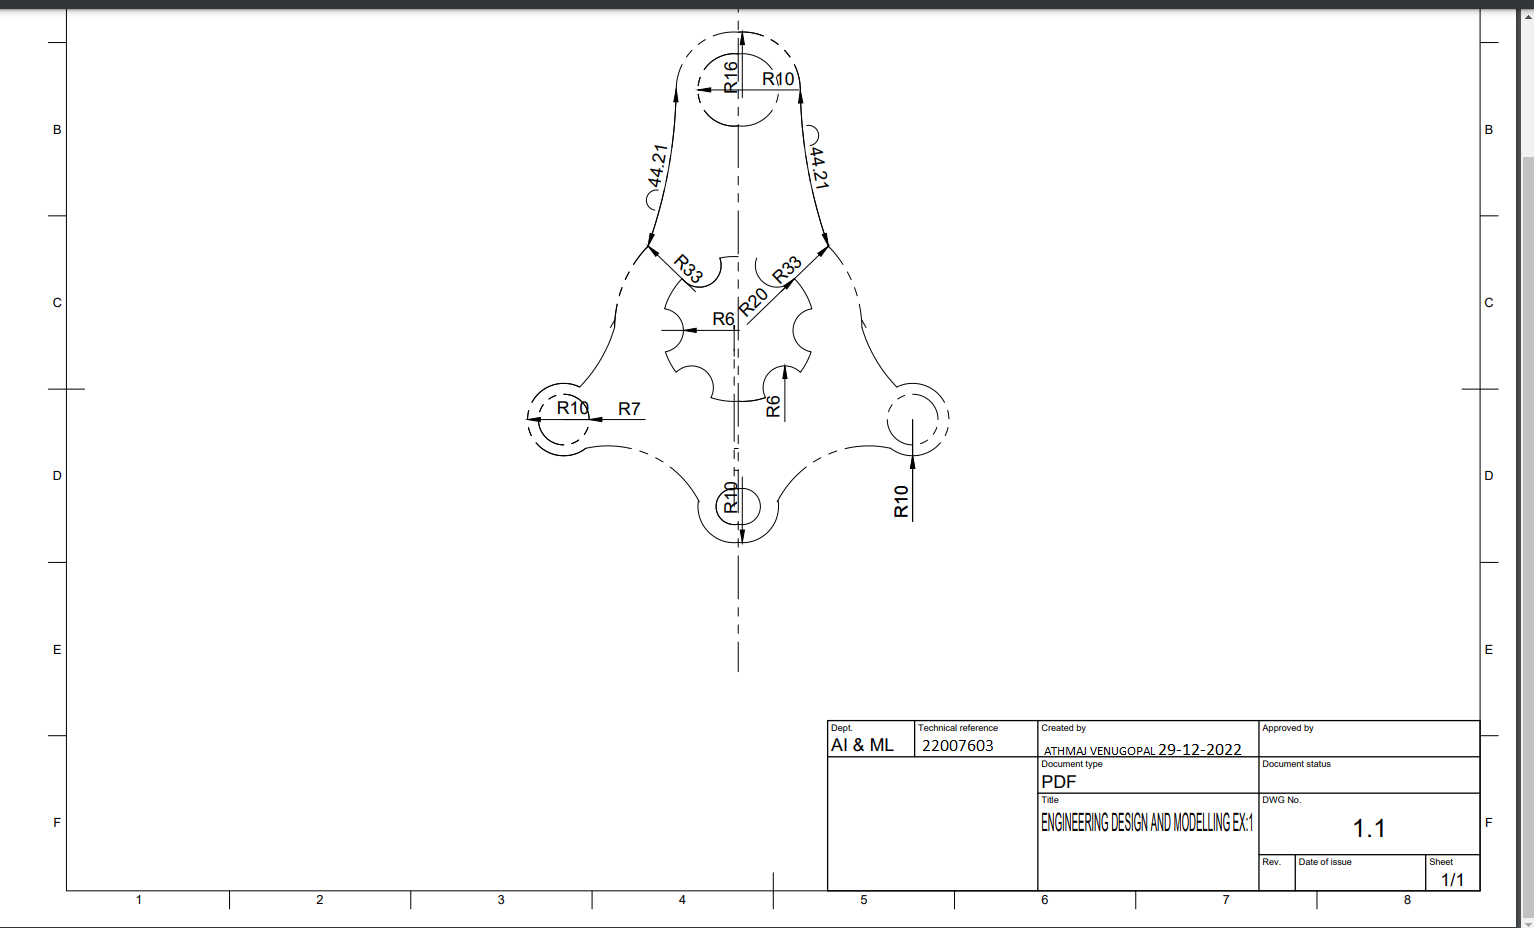 R16
R10
B
B
44.21
44.21
R33
R33
C
C
R20
R6
R10
R7
R6
D
D
R10
R10
E
E
Dept.
Technical reference
Created by
Approved by
AI & ML
22007603
ATHMAJ VENUGOPAL 29-12-2022
Document type
Document status
PDF
Title
DWG No.
ENGINEERING DESIGN AND MODELLING EX:1
1.1
F
F
Rev.
Date of issue
Sheet
1/1
1 2 3 4 5 6 7 8